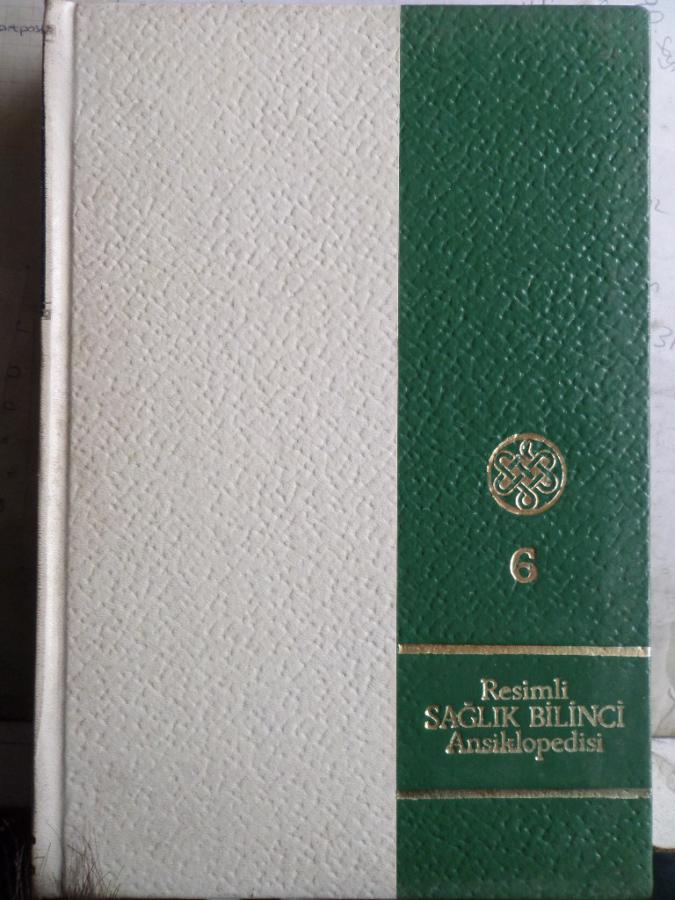 6
Resimli
SAĞLIK BİLİNCİ
Ansiklopedisi